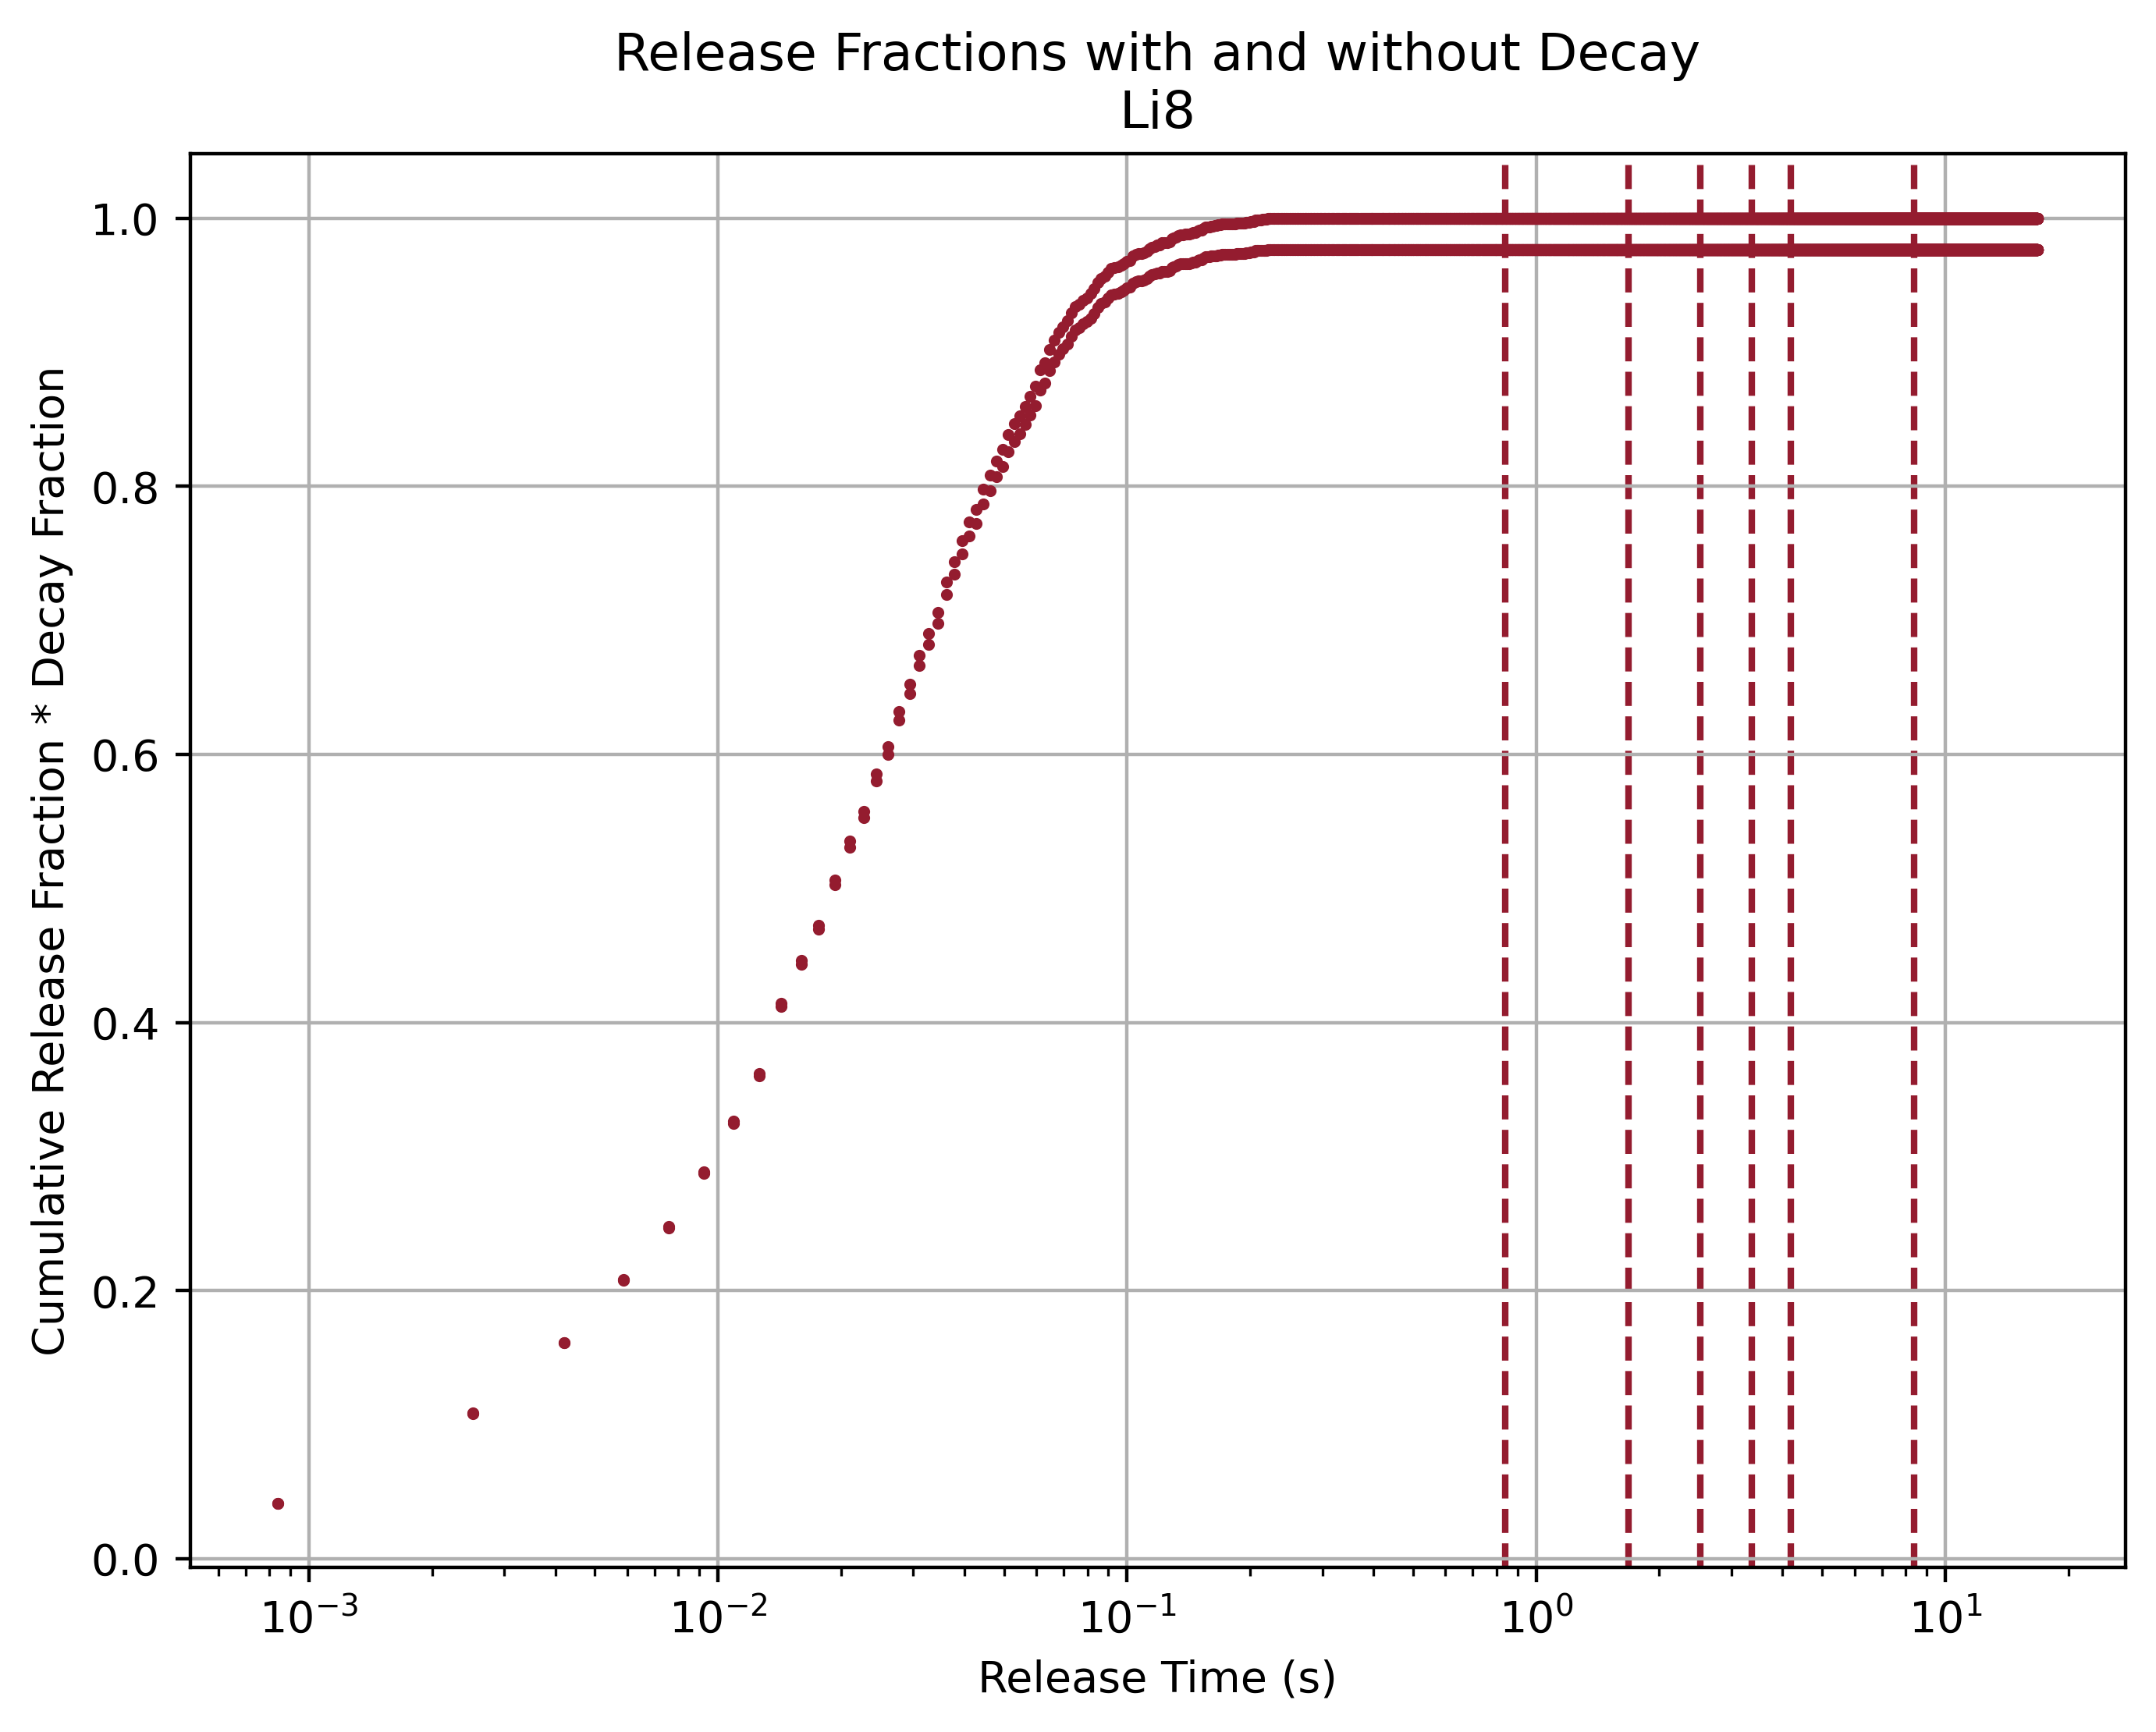 Release Fractions with and without Decay
Li8
Cumulative Release Fraction * Decay Fraction
1.0
0.8
0.6
0.4
0.2
0.0
10⁻³ 10⁻² 10⁻¹ 10⁰ 10¹
Release Time (s)